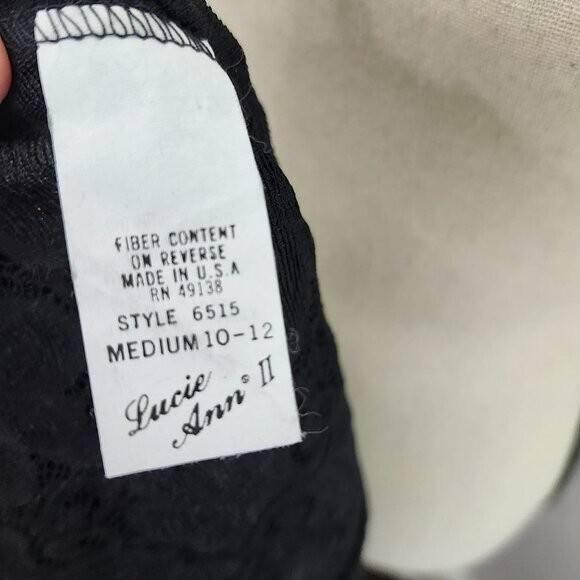 FIBER CONTENT
ON REVERSE
MADE IN U.S.A
RN 49138
STYLE 6515
MEDIUM 10-12
Lucie
Ann® II